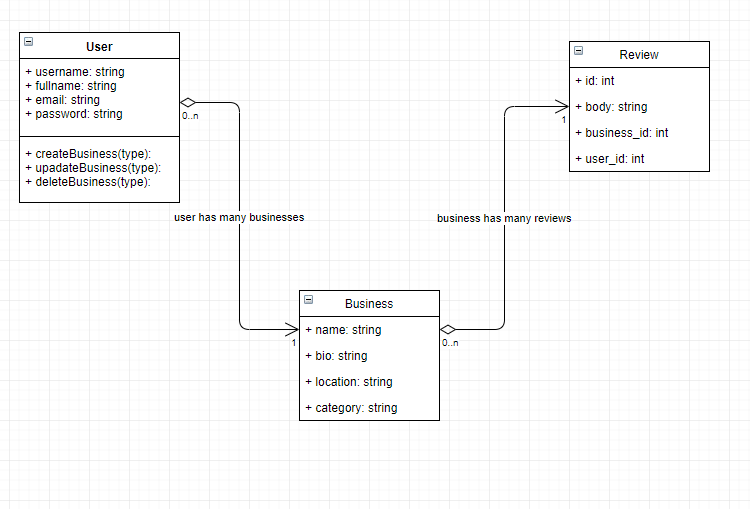 User
+ username: string
+ fullname: string
+ email: string
+ password: string
+ createBusiness(type):
+ upadateBusiness(type):
+ deleteBusiness(type):
0..n
user has many businesses
1
Business
+ name: string
+ bio: string
+ location: string
+ category: string
0..n
business has many reviews
1
Review
+ id: int
+ body: string
+ business_id: int
+ user_id: int